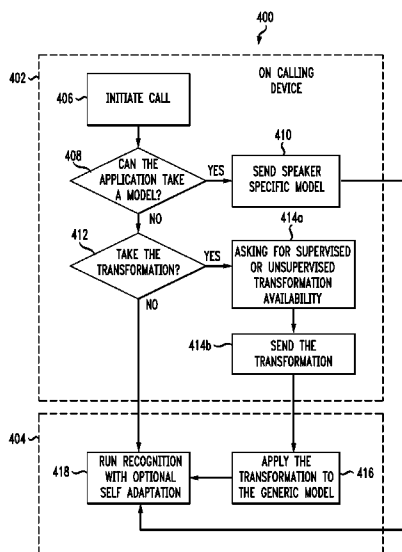 400
402
ON CALLING
DEVICE
406
INITIATE CALL
408
CAN THE
APPLICATION TAKE
A MODEL?
YES
NO
410
SEND SPEAKER
SPECIFIC MODEL
412
TAKE THE
TRANSFORMATION?
YES
NO
414a
ASKING FOR SUPERVISED
OR UNSUPERVISED
TRANSFORMATION
AVAILABILITY
414b
SEND THE
TRANSFORMATION
404
418
RUN RECOGNITION
WITH OPTIONAL
SELF ADAPTATION
APPLY THE
TRANSFORMATION TO
THE GENERIC MODEL
416